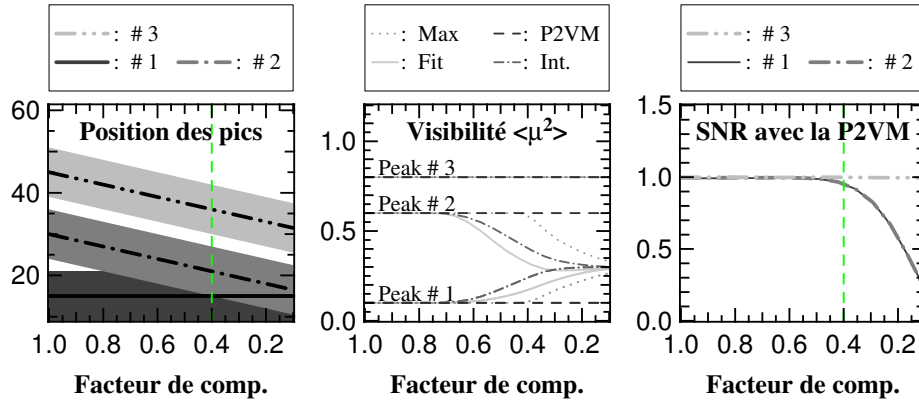 : # 3
: # 1 : # 2
: Max : P2VM
: Fit : Int.
: # 3
: # 1 : # 2
Position des pics
60
40
20
1.0 0.8 0.6 0.4 0.2
Facteur de comp.
Visibilité <μ²>
Peak # 3
Peak # 2
Peak # 1
1.0
0.5
0.0
1.0 0.8 0.6 0.4 0.2
Facteur de comp.
SNR avec la P2VM
1.5
1.0
0.5
0.0
1.0 0.8 0.6 0.4 0.2
Facteur de comp.